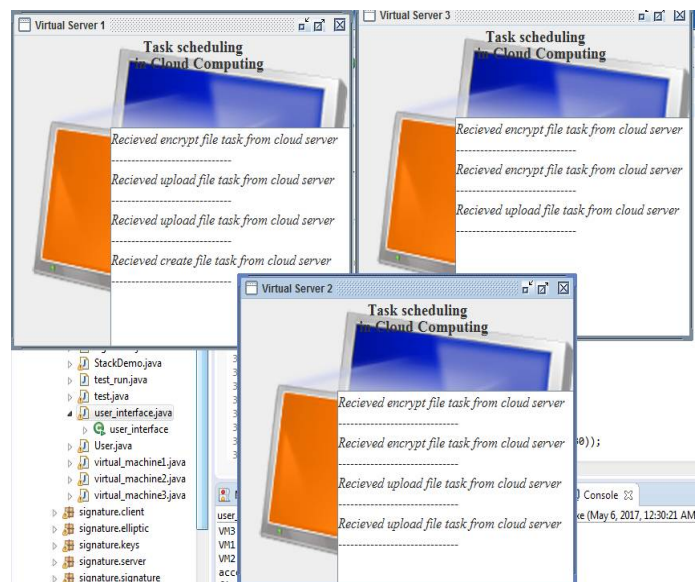 Virtual Server 1
Task scheduling
in Cloud Computing
Recieved encrypt file task from cloud server
------------------------------
Recieved upload file task from cloud server
------------------------------
Recieved upload file task from cloud server
------------------------------
Recieved create file task from cloud server
------------------------------
Virtual Server 3
Task scheduling
in Cloud Computing
Recieved encrypt file task from cloud server
------------------------------
Recieved encrypt file task from cloud server
------------------------------
Recieved upload file task from cloud server
------------------------------
Virtual Server 2
Task scheduling
in Cloud Computing
Recieved encrypt file task from cloud server
------------------------------
Recieved encrypt file task from cloud server
------------------------------
Recieved upload file task from cloud server
------------------------------
Recieved upload file task from cloud server
------------------------------
StackDemo.java
test_run.java
test.java
user_interface.java
user_interface
User.java
virtual_machine1.java
virtual_machine2.java
virtual_machine3.java
signature.client
signature.elliptic
signature.keys
signature.server
signature.signature
));
Console
(May 6, 2017, 12:30:21 AM
user_
VM3
VM1
VM2
acce